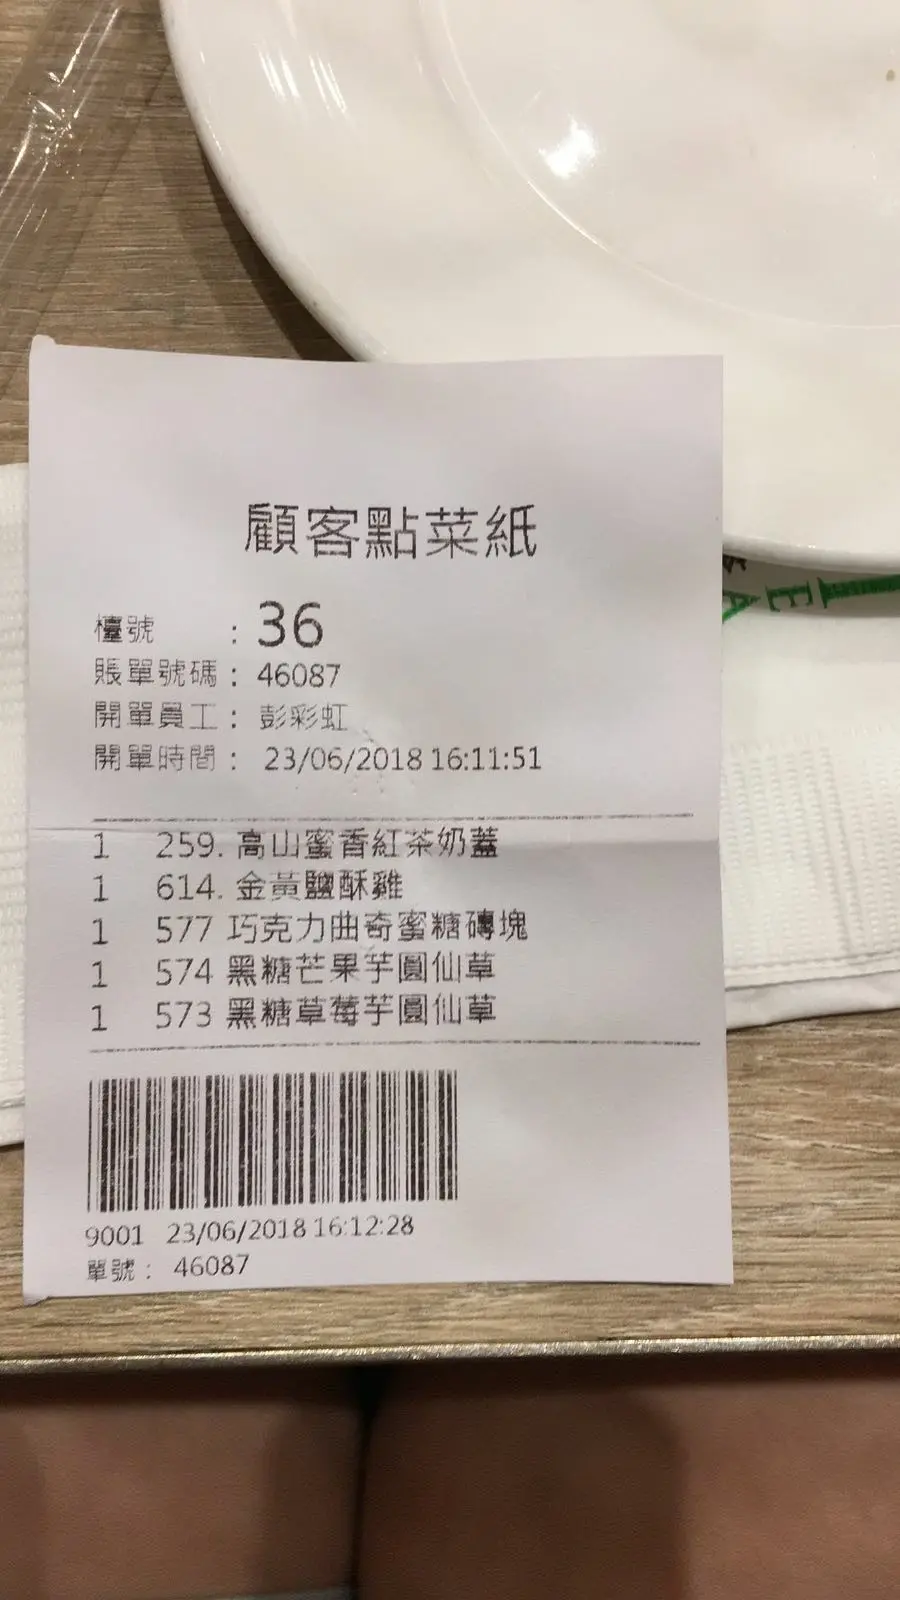 顧客點菜紙
檯號 : 36
賬單號碼 : 46087
開單員工 : 彭彩虹
開單時間 : 23/06/2018 16:11:51
1 259. 高山蜜香紅茶奶蓋
1 614. 金黃鹽酥雞
1 577 巧克力曲奇蜜糖磚塊
1 574 黑糖芒果芋圓仙草
1 573 黑糖草莓芋圓仙草
9001 23/06/2018 16:12:28
單號 : 46087